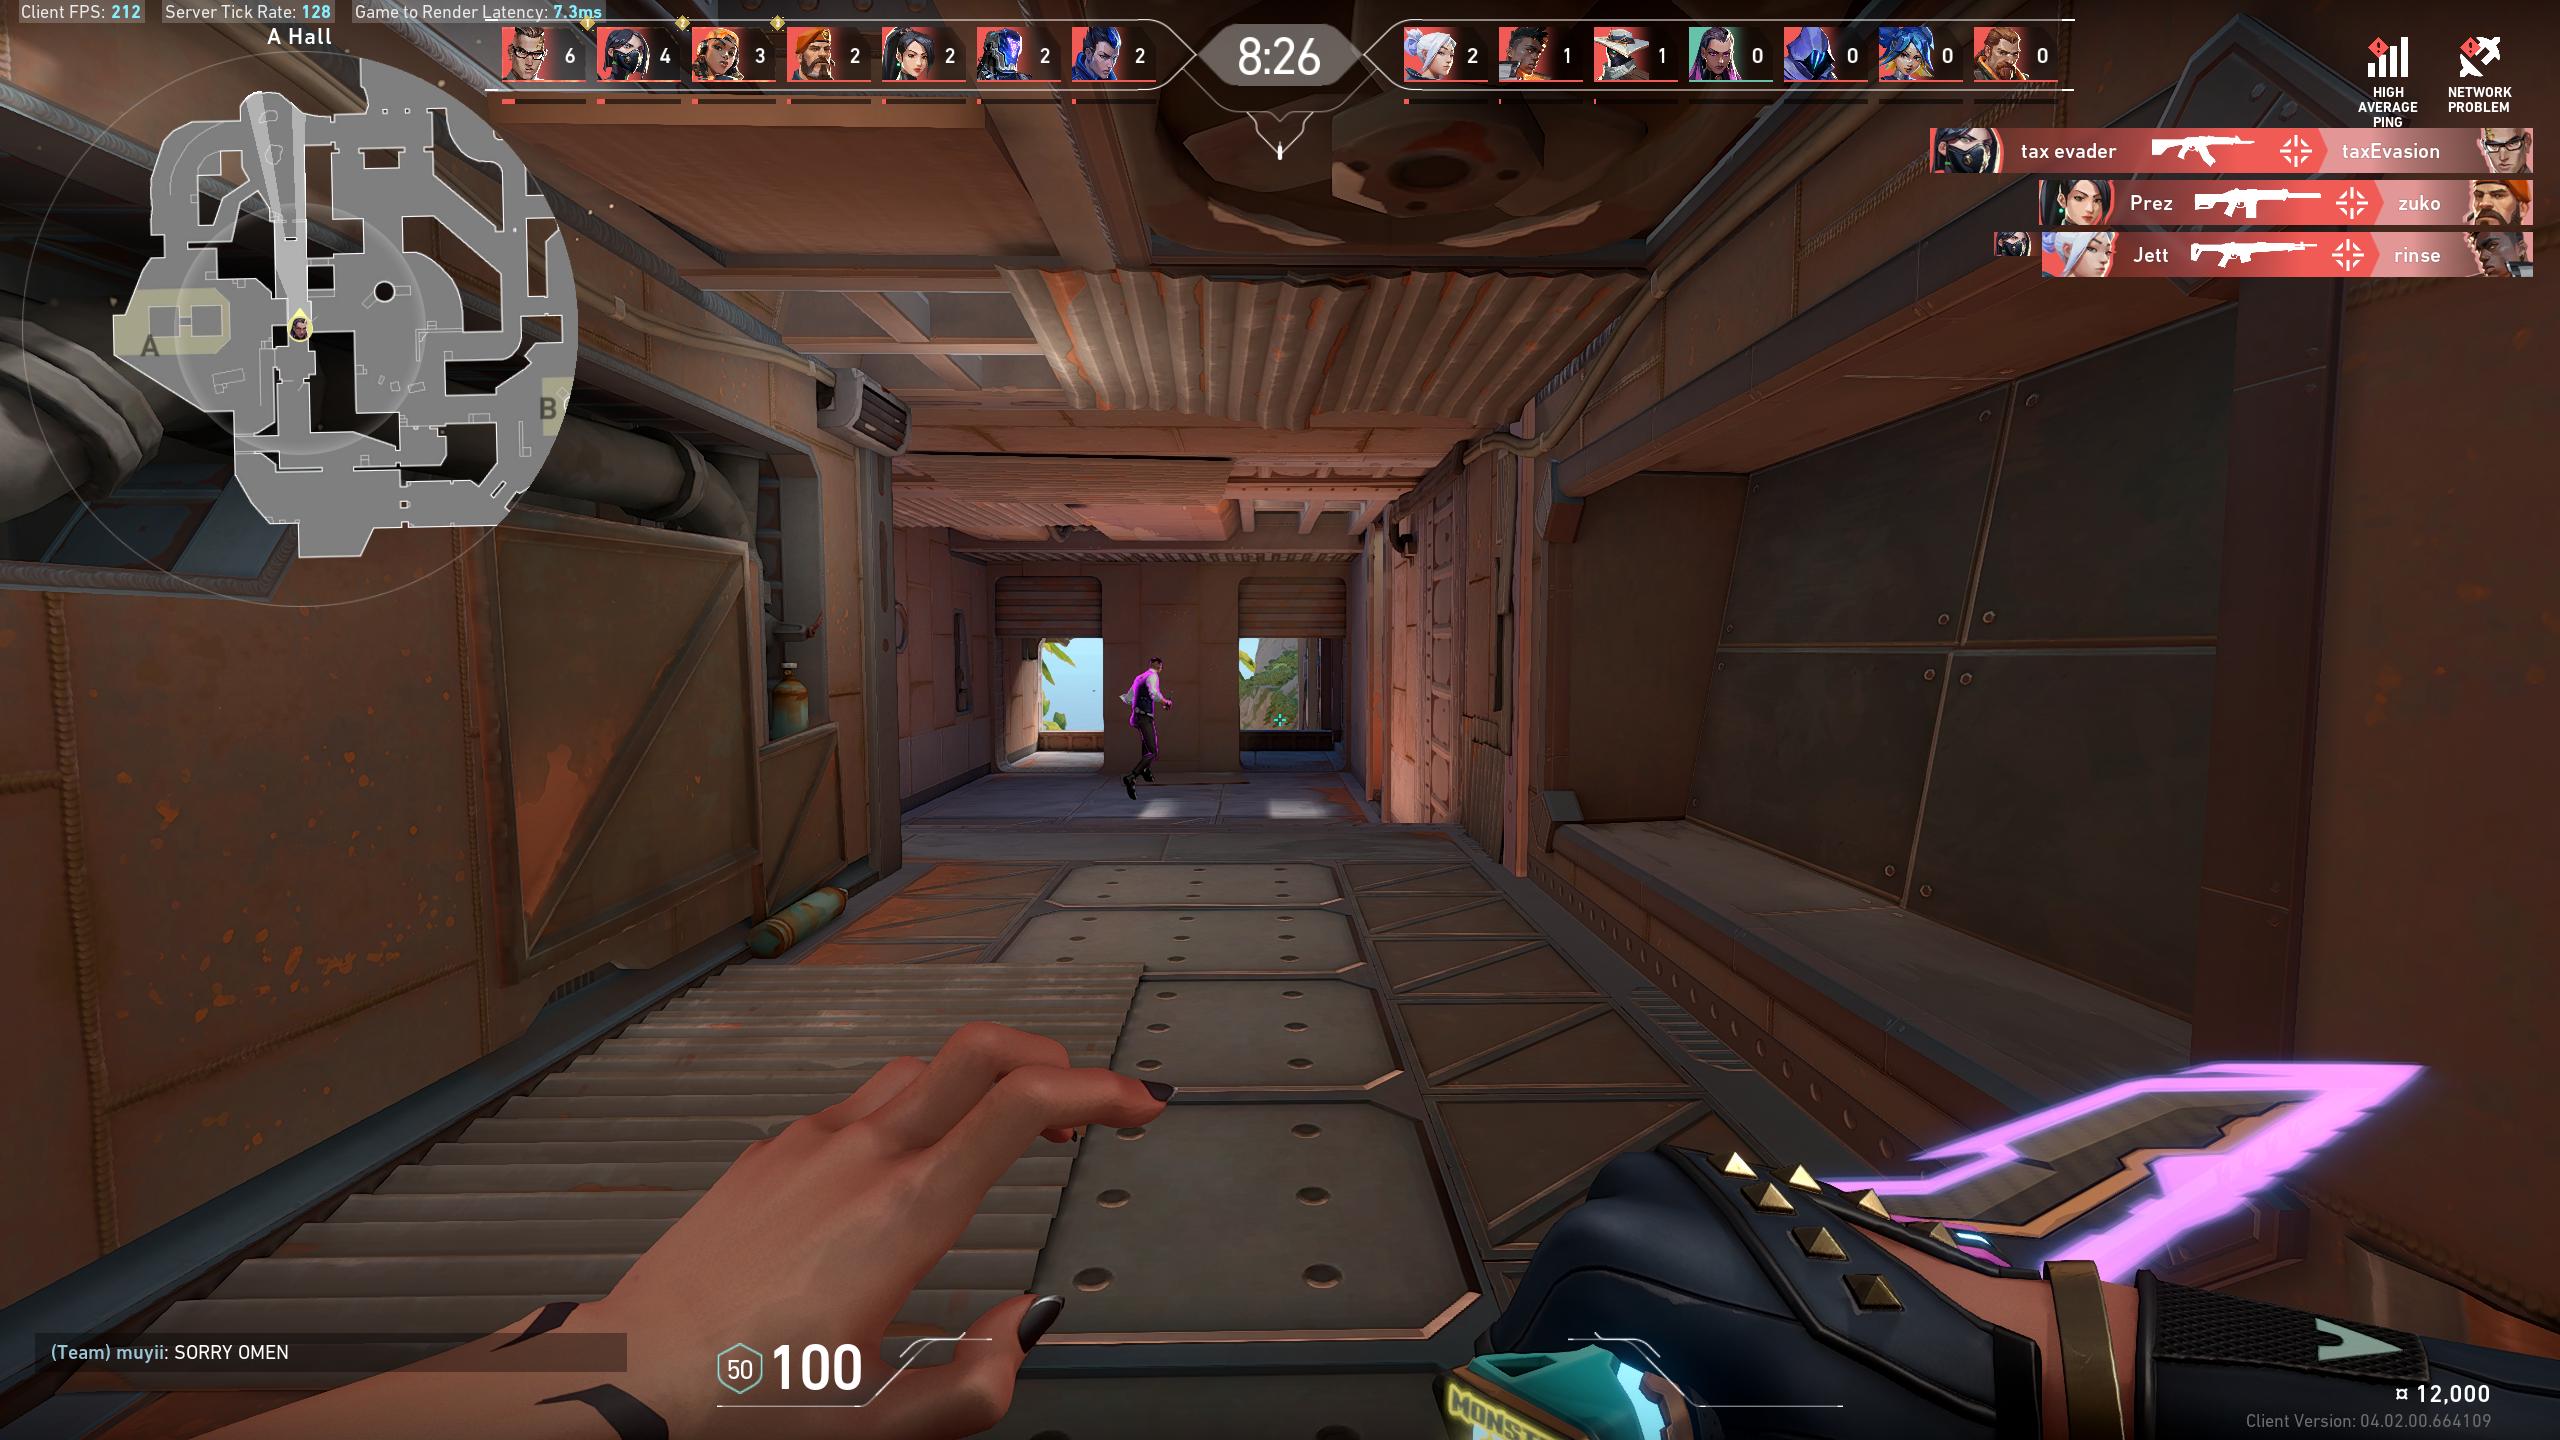 Client FPS: 212 Server Tick Rate: 128 Game to Render Latency: 7.3ms
A Hall
6 4 3 2 2 2 2 8:26 2 1 1 0 0 0 0
HIGH AVERAGE PING
NETWORK PROBLEM
tax evader taxEvasion
Prez zuko
Jett rinse
A
B
(Team) muyii: SORRY OMEN
50 100
¤ 12,000
Client Version: 04.02.00.664109